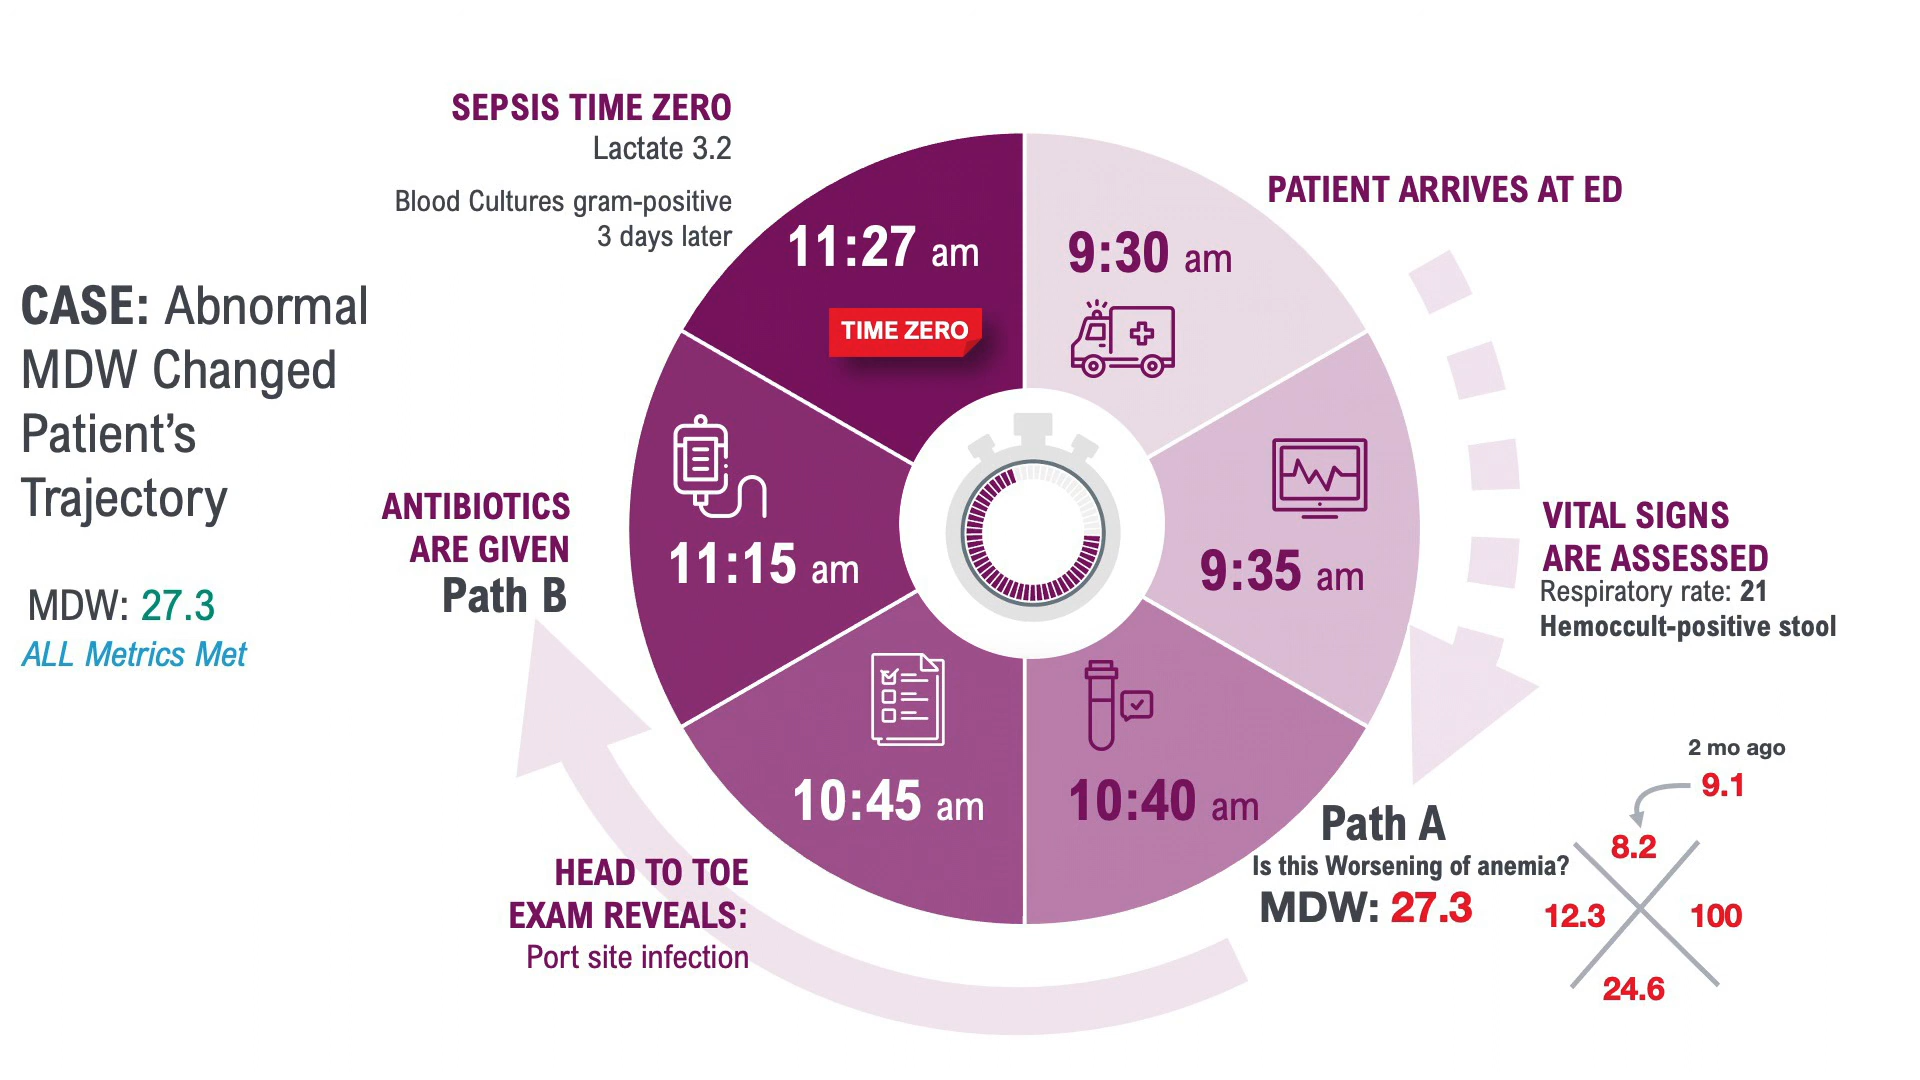 CASE: Abnormal
MDW Changed
Patient’s
Trajectory
MDW: 27.3
ALL Metrics Met
PATIENT ARRIVES AT ED
9:30 am
VITAL SIGNS
ARE ASSESSED
Respiratory rate: 21
Hemoccult-positive stool
9:35 am
10:40 am
Path A
Is this Worsening of anemia?
MDW: 27.3
2 mo ago
9.1
8.2
12.3 100
24.6
10:45 am
HEAD TO TOE
EXAM REVEALS:
Port site infection
11:15 am
ANTIBIOTICS
ARE GIVEN
Path B
11:27 am
TIME ZERO
SEPSIS TIME ZERO
Lactate 3.2
Blood Cultures gram-positive
3 days later